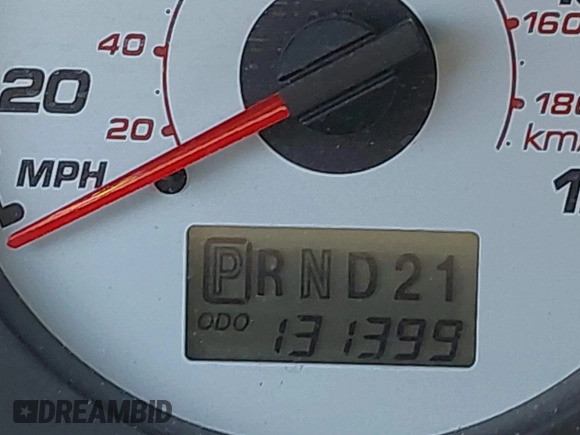 40
160
20
20
180
km/
MPH
PRND21
ODO 131399
DREAMBID